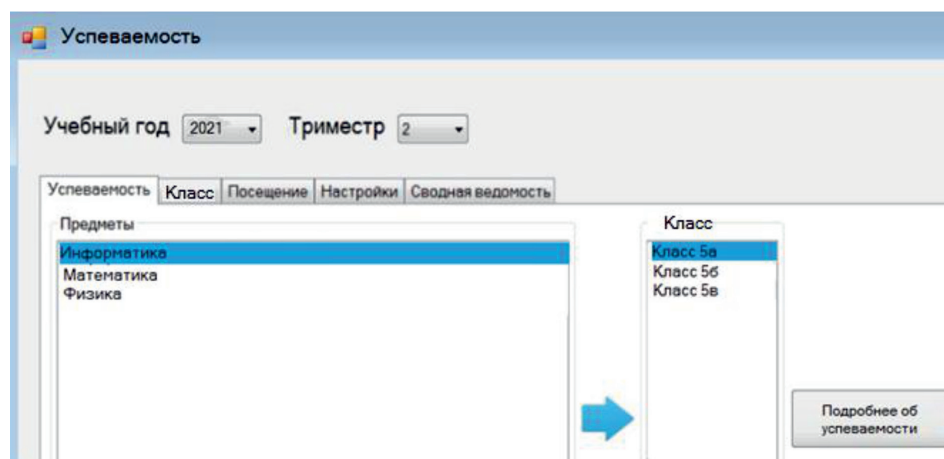 Успеваемость
Учебный год 2021 Триместр 2
Успеваемость Класс Посещение Настройки Сводная ведомость
Предметы Класс
Информатика Класс 5а
Математика Класс 5б
Физика Класс 5в
Подробнее об
успеваемости